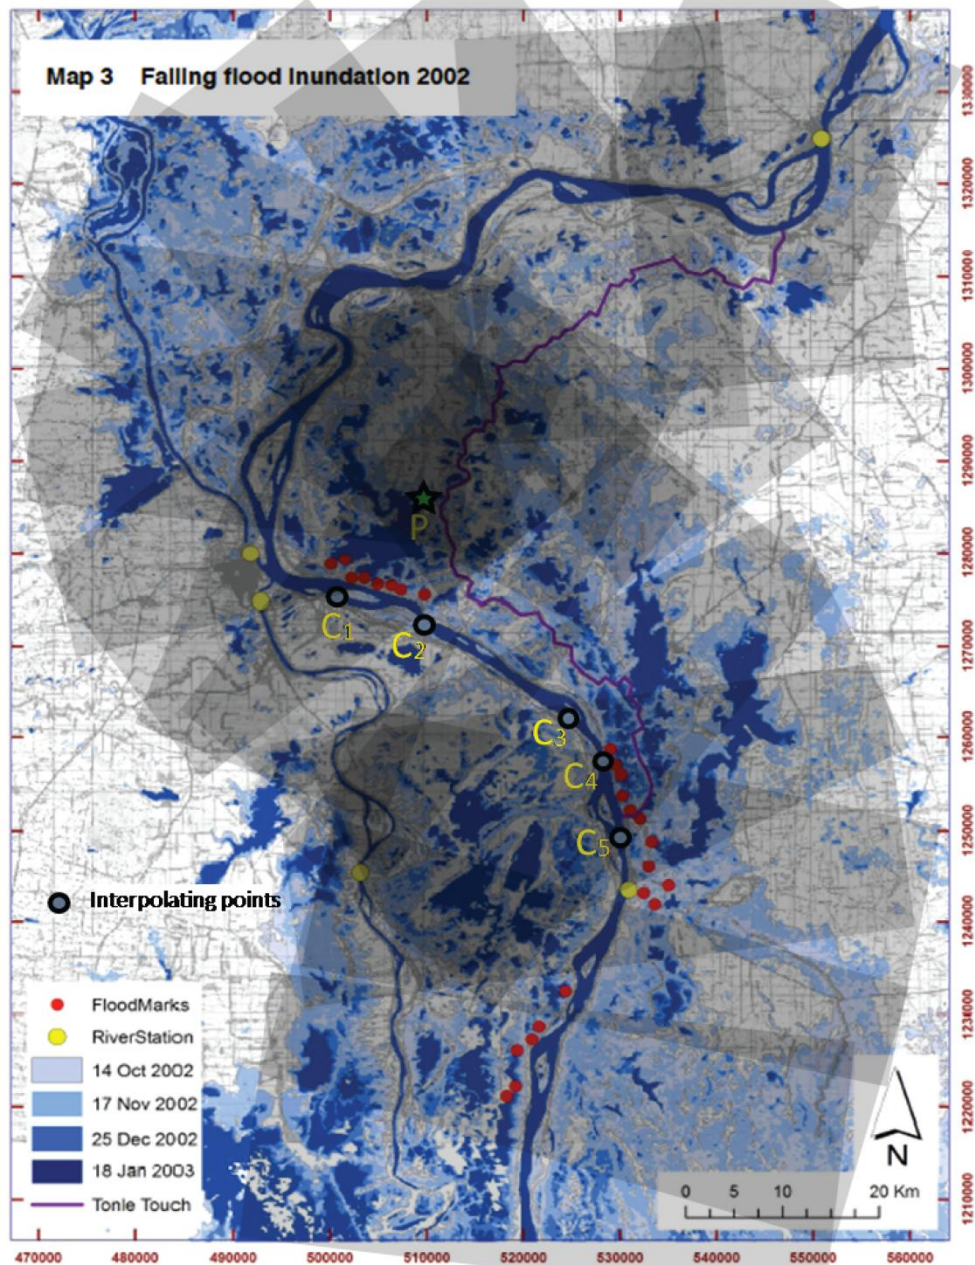 Map 3 Falling flood Inundation 2002
P
C1
C2
C3
C4
C5
Interpolating points
FloodMarks
RiverStation
14 Oct 2002
17 Nov 2002
25 Dec 2002
18 Jan 2003
Tonle Touch
N
0 5 10 20 Km
470000 480000 490000 500000 510000 520000 530000 540000 550000 560000
1330000
1320000
1310000
1300000
1290000
1280000
1270000
1260000
1250000
1240000
1230000
1220000
1210000